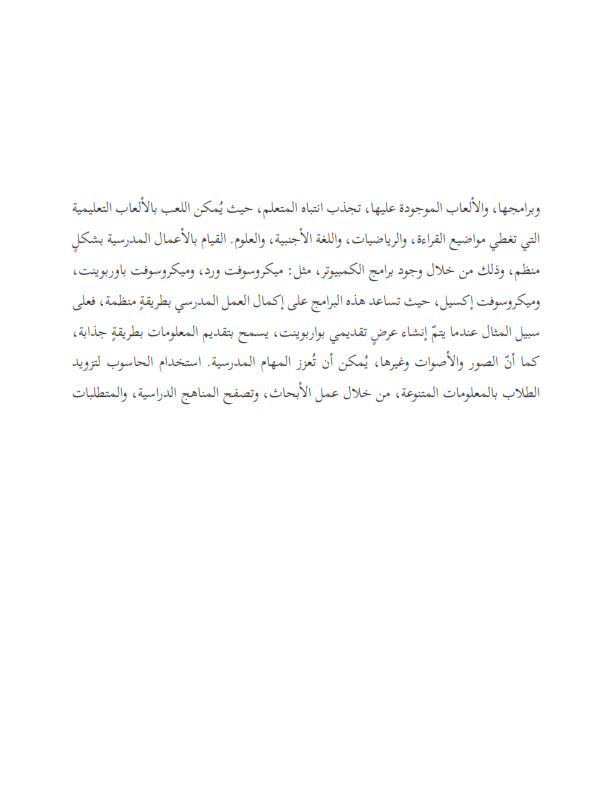 وبرامجها، والألعاب الموجودة عليها، تجذب انتباه المتعلم، حيث يُمكن اللعب بالألعاب التعليمية
التي تغطي مواضيع القراءة، والرياضيات، واللغة الأجنبية، والعلوم. القيام بالأعمال المدرسية بشكلٍ
منظم، وذلك من خلال وجود برامج الكمبيوتر، مثل: ميكروسوفت ورد، وميكروسوفت باوربوينت،
وميكروسوفت إكسيل، حيث تساعد هذه البرامج على إكمال العمل المدرسي بطريقةٍ منظمة، فعلى
سبيل المثال عندما يتمّ إنشاء عرضٍ تقديمي بواربوينت، يسمح بتقديم المعلومات بطريقةٍ جذابة،
كما أنّ الصور والأصوات وغيرها، يُمكن أن تُعزز المهام المدرسية. استخدام الحاسوب لتزويد
الطلاب بالمعلومات المتنوعة، من خلال عمل الأبحاث، وتصفح المناهج الدراسية، والمتطلبات